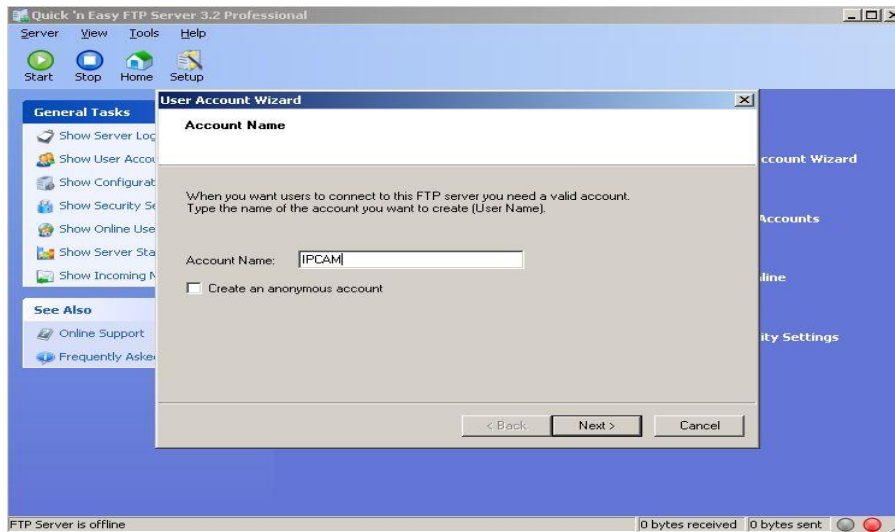 Quick 'n Easy FTP Server 3.2 Professional
Server View Tools Help
Start Stop Home Setup
General Tasks
Show Server Log
Show User Accou
Show Configurat
Show Security Se
Show Online Use
Show Server Sta
Show Incoming
See Also
Online Support
Frequently Aske
User Account Wizard
Account Name
When you want users to connect to this FTP server you need a valid account.
Type the name of the account you want to create (User Name).
Account Name: IPCAM
Create an anonymous account
< Back Next > Cancel
ccount Wizard
Accounts
line
ity Settings
FTP Server is offline
0 bytes received 0 bytes sent